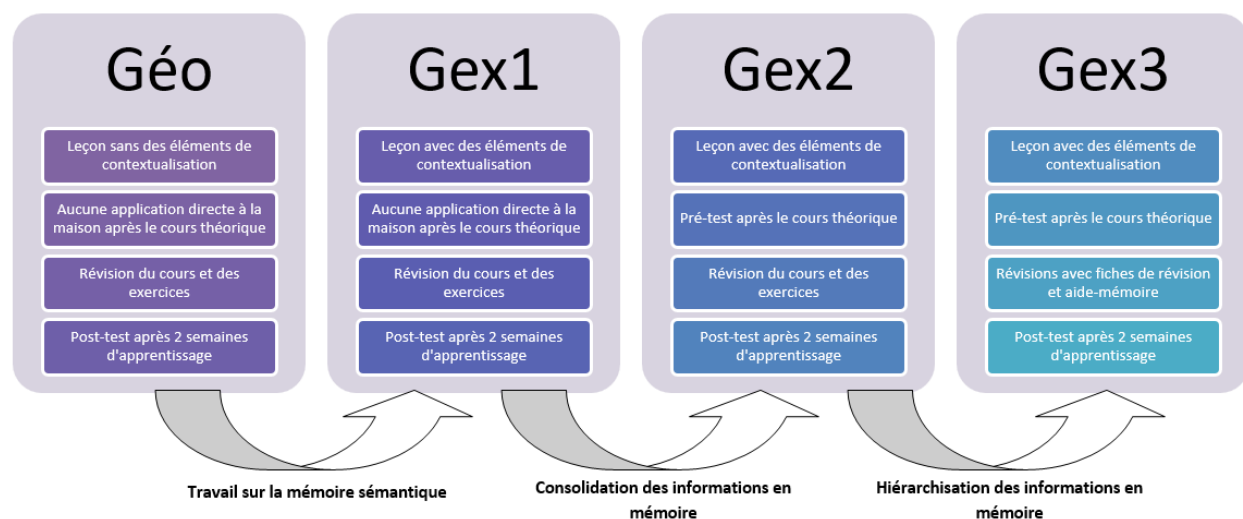 Géo
Leçon sans des éléments de
contextualisation
Aucune application directe à la
maison après le cours théorique
Révision du cours et des
exercices
Post-test après 2 semaines
d'apprentissage
Gex1
Leçon avec des éléments de
contextualisation
Aucune application directe à la
maison après le cours théorique
Révision du cours et des
exercices
Post-test après 2 semaines
d'apprentissage
Gex2
Leçon avec des éléments de
contextualisation
Pré-test après le cours théorique
Révision du cours et des
exercices
Post-test après 2 semaines
d'apprentissage
Gex3
Leçon avec des éléments de
contextualisation
Pré-test après le cours théorique
Révisions avec fiches de révision
et aide-mémoire
Post-test après 2 semaines
d'apprentissage
Travail sur la mémoire sémantique
Consolidation des informations en
mémoire
Hiérarchisation des informations en
mémoire